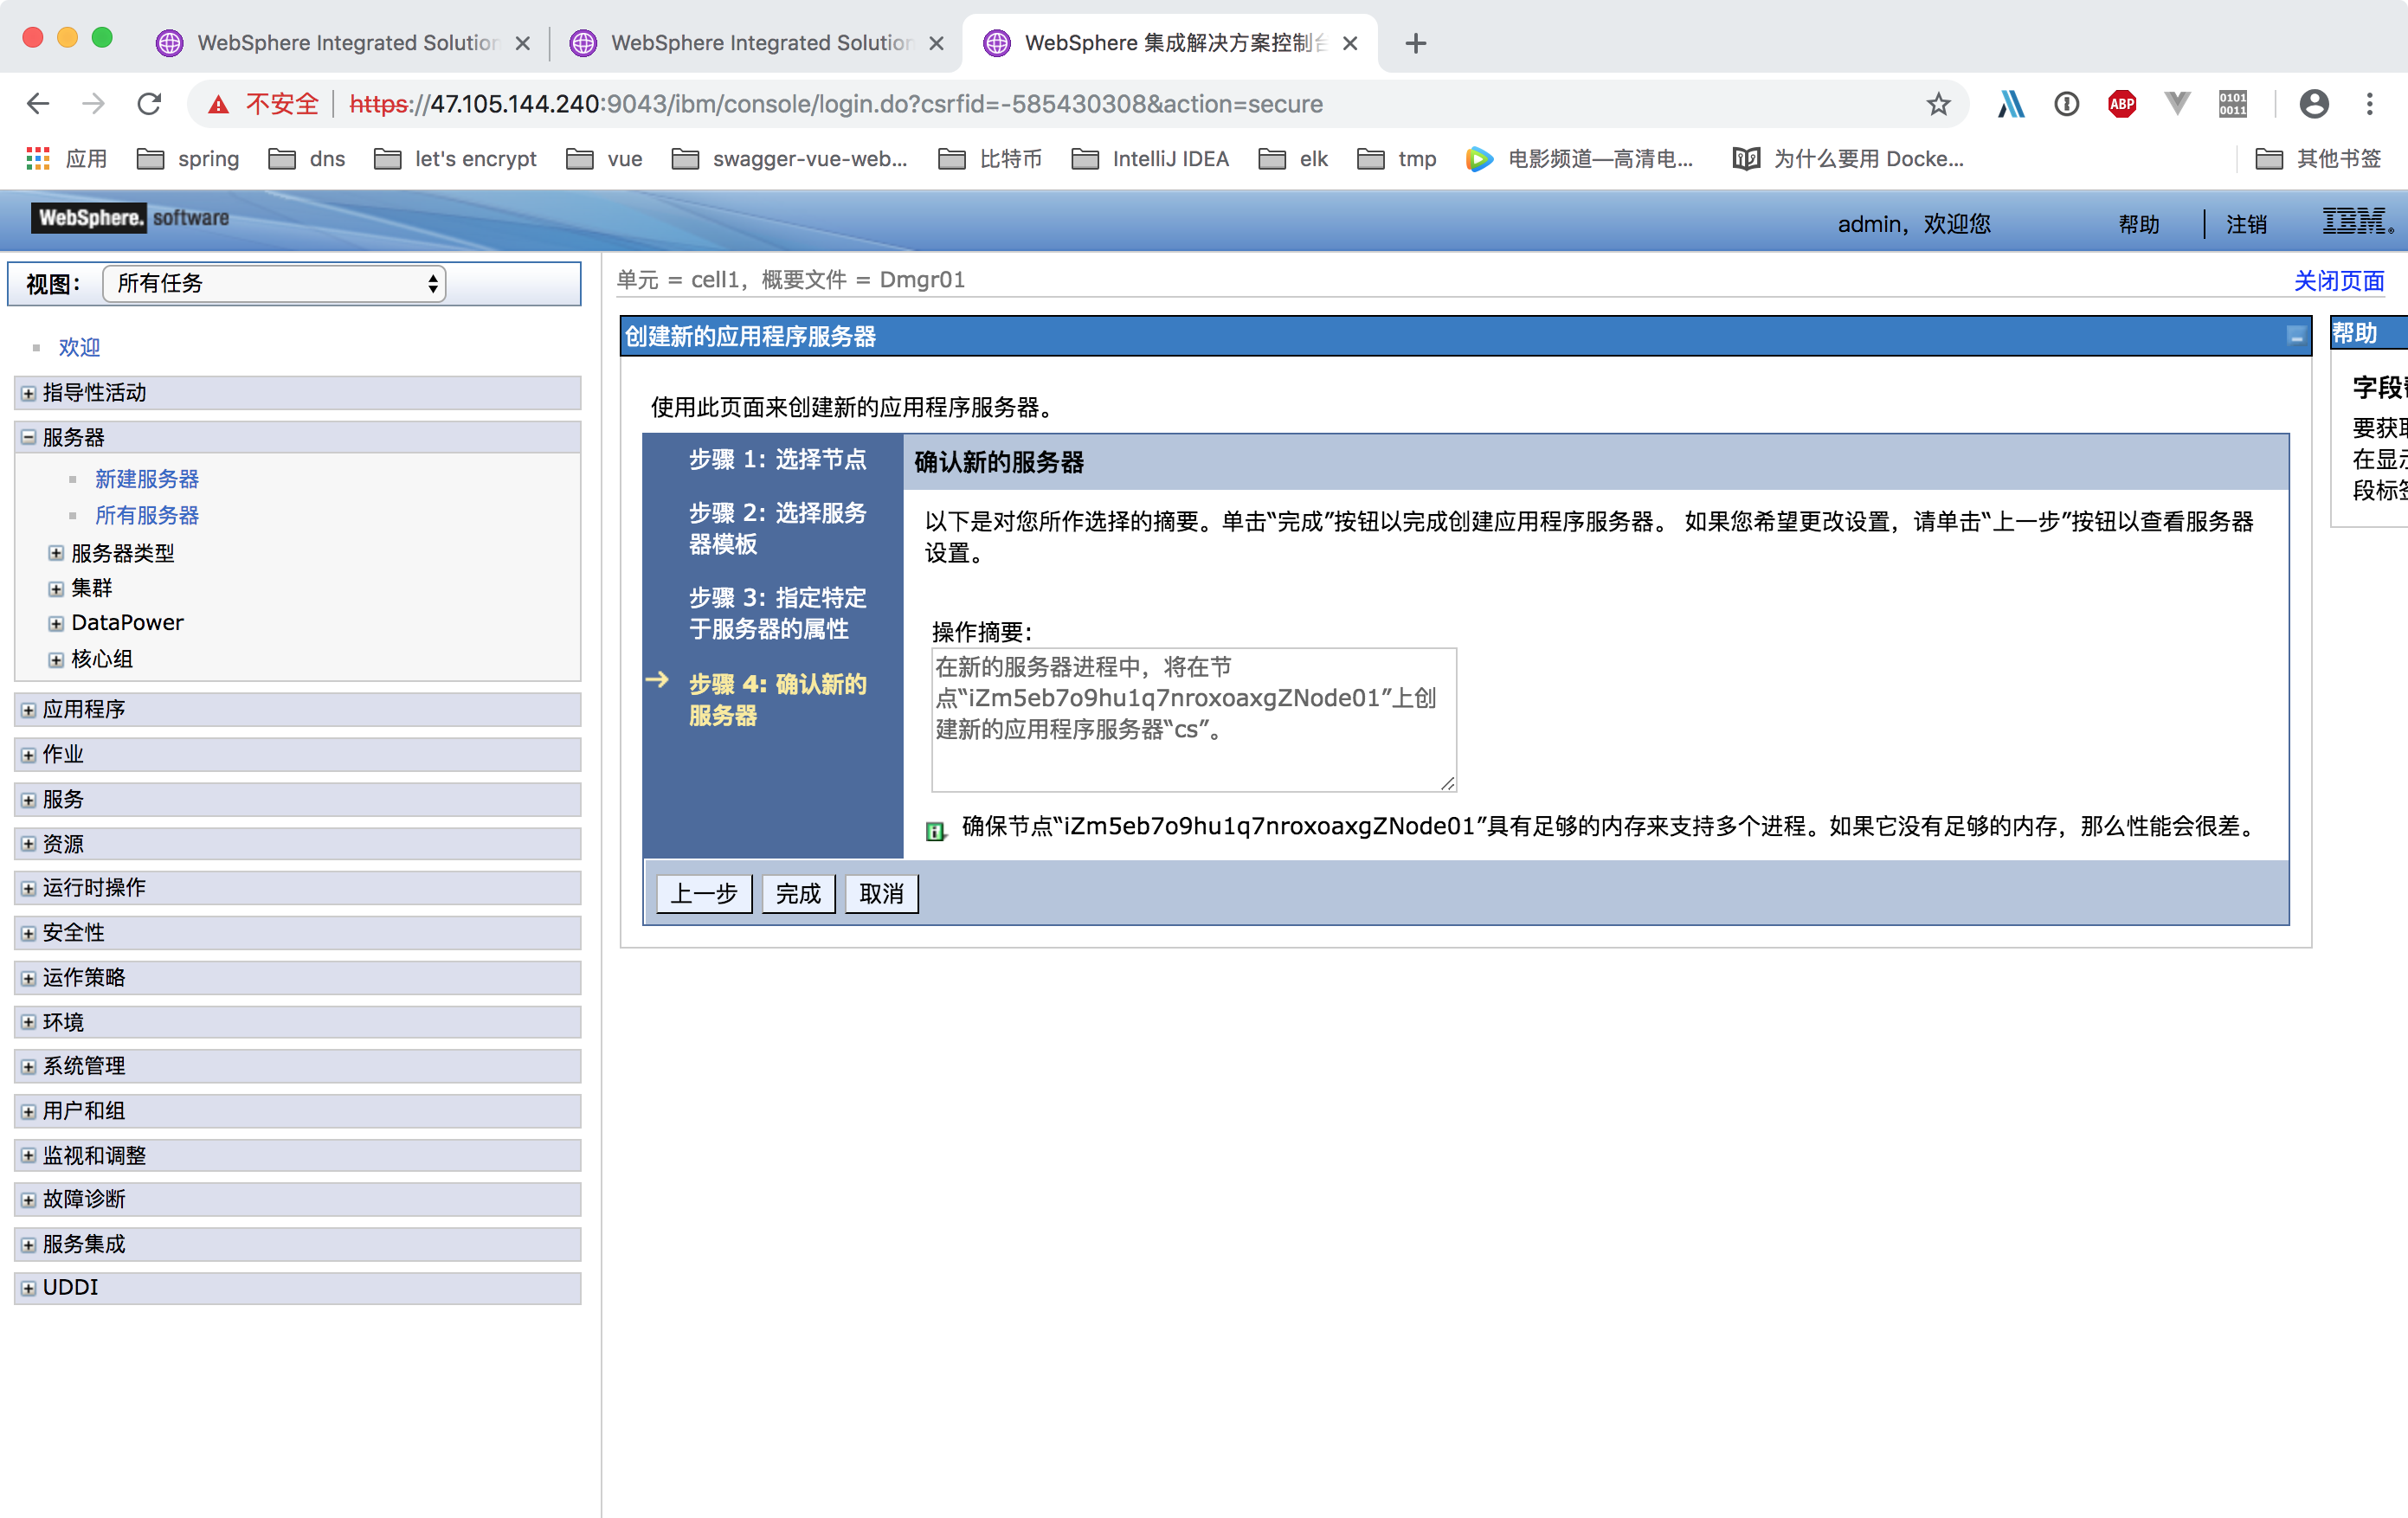 WebSphere Integrated Solution
WebSphere Integrated Solution
WebSphere 集成解决方案控制台
不安全
https://47.105.144.240:9043/ibm/console/login.do?csrfid=-585430308&action=secure
ABP
0101
0011
应用
spring
dns
let's encrypt
vue
swagger-vue-web...
比特币
IntelliJ IDEA
elk
tmp
电影频道—高清电...
为什么要用 Docke...
其他书签
WebSphere. software
admin，欢迎您
帮助
注销
IBM.
视图：
所有任务
欢迎
指导性活动
服务器
新建服务器
所有服务器
服务器类型
集群
DataPower
核心组
应用程序
作业
服务
资源
运行时操作
安全性
运作策略
环境
系统管理
用户和组
监视和调整
故障诊断
服务集成
UDDI
单元 = cell1，概要文件 = Dmgr01
关闭页面
创建新的应用程序服务器
使用此页面来创建新的应用程序服务器。
步骤 1: 选择节点
步骤 2: 选择服务
器模板
步骤 3: 指定特定
于服务器的属性
步骤 4: 确认新的
服务器
确认新的服务器
以下是对您所作选择的摘要。单击“完成”按钮以完成创建应用程序服务器。 如果您希望更改设置，请单击“上一步”按钮以查看服务器
设置。
操作摘要：
在新的服务器进程中，将在节
点“iZm5eb7o9hu1q7nroxoaxgZNode01”上创
建新的应用程序服务器“cs”。
确保节点“iZm5eb7o9hu1q7nroxoaxgZNode01”具有足够的内存来支持多个进程。如果它没有足够的内存，那么性能会很差。
上一步
完成
取消
帮助
字段
要获
在显
段标